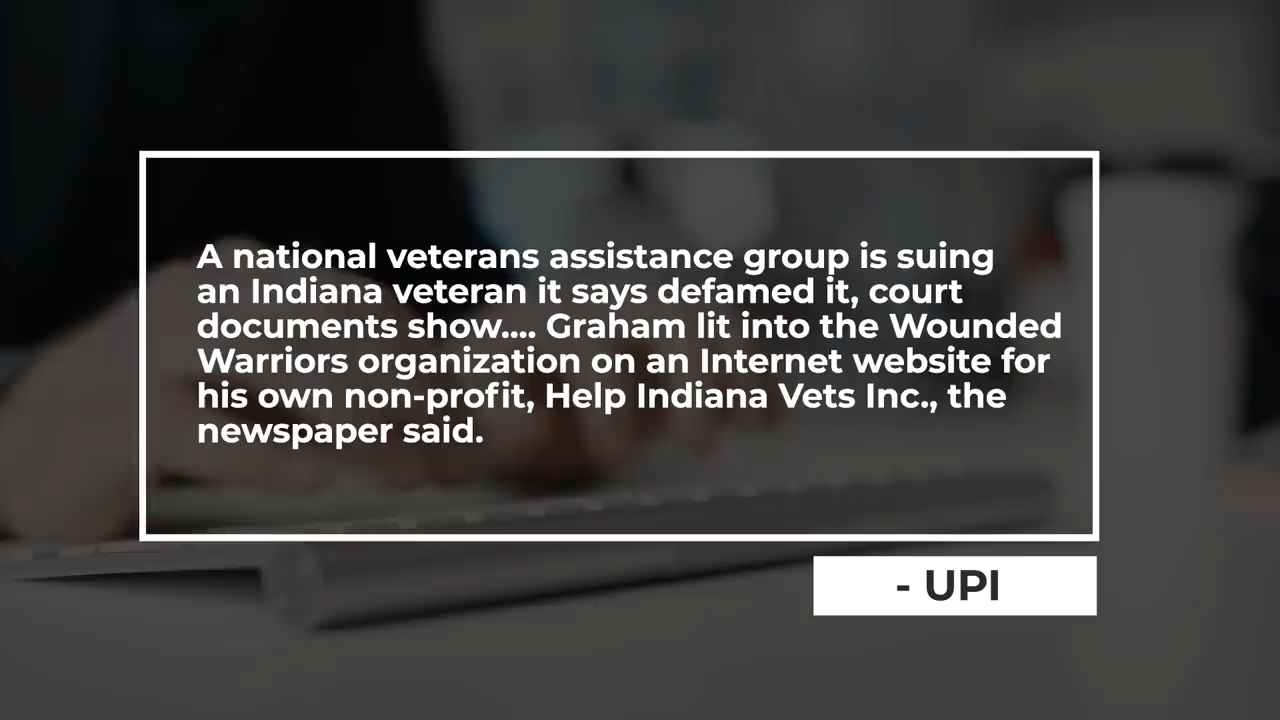 A national veterans assistance group is suing
an Indiana veteran it says defamed it, court
documents show.... Graham lit into the Wounded
Warriors organization on an Internet website for
his own non-profit, Help Indiana Vets Inc., the
newspaper said.
- UPI